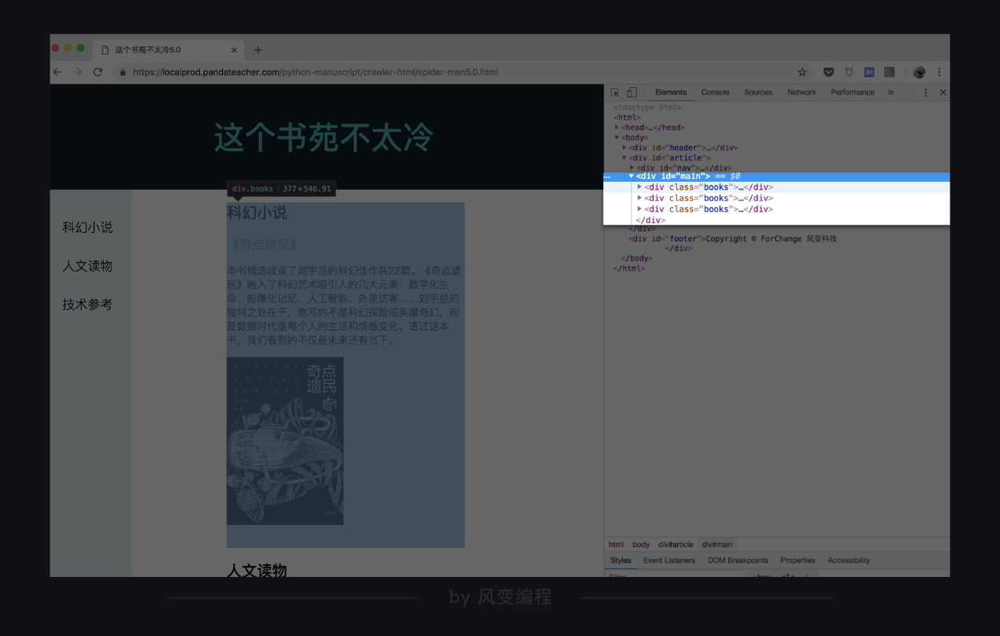 这个书苑不太冷5.0
https://localprod.pandateacher.com/python-manuscript/crawler-html/spider-men5.0.html
这个书苑不太冷
科幻小说
人文读物
技术参考
div.books | 377×546.91
科幻小说
《奇点遗民》
本书精选收录了刘宇昆的科幻佳作共22篇。《奇点遗
民》融入了科幻艺术吸引人的几大元素：数字化生
命、影像化记忆、人工智能、外星访客……刘宇昆的
独特之处在于，他写的不是科幻探险或英雄奇幻，而
是数据时代里每个人的生活和情感变化。透过这本
书，我们看到的不仅是未来还有当下。
奇点
遗民
人文读物
Elements Console Sources Network Performance »
<!doctype html>
<html>
<head>…</head>
<body>
<div id="header">…</div>
<div id="article">
<div id="nav">…</div>
… <div id="main"> == $0
<div class="books">…</div>
<div class="books">…</div>
<div class="books">…</div>
</div>
</div>
<div id="footer">Copyright © ForChange 风变科技
</div>
</body>
</html>
html body div#article div#main
Styles Event Listeners DOM Breakpoints Properties Accessibility
by 风变编程